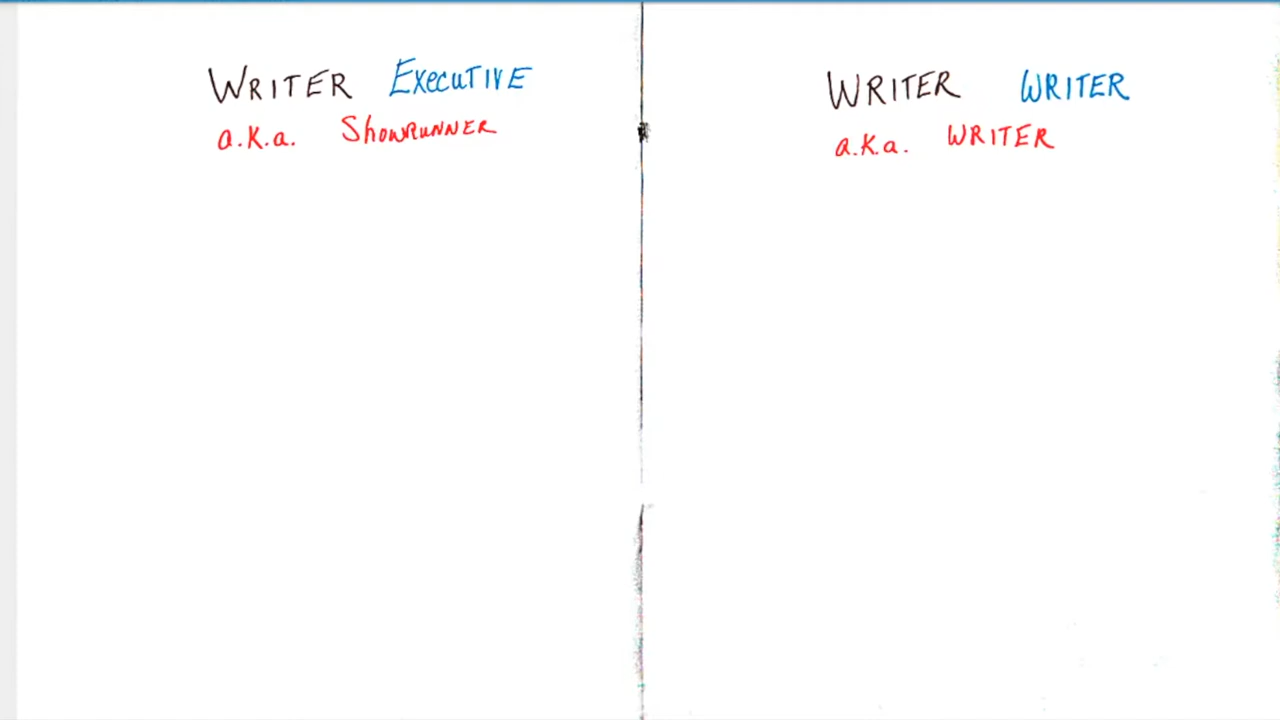 WRITER EXECUTIVE
a.k.a. SHOWRUNNER
WRITER WRITER
a.k.a. WRITER